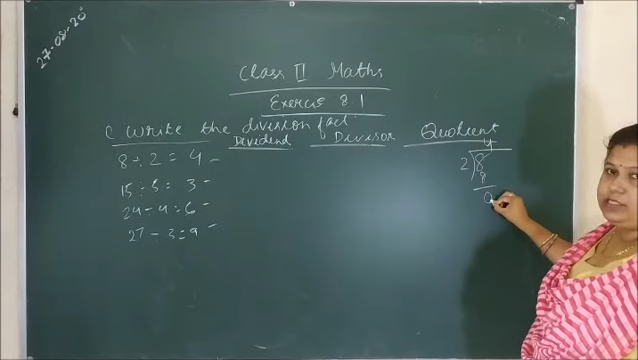 27-08-20
Class II Maths
Exercise 8.1
C Write the division fact.
Dividend Divisor Quotient
8 ÷ 2 = 4 -
15 ÷ 5 = 3 -
24 - 4 = 6 -
27 - 3 = 9 -
4
2) 8
8
0